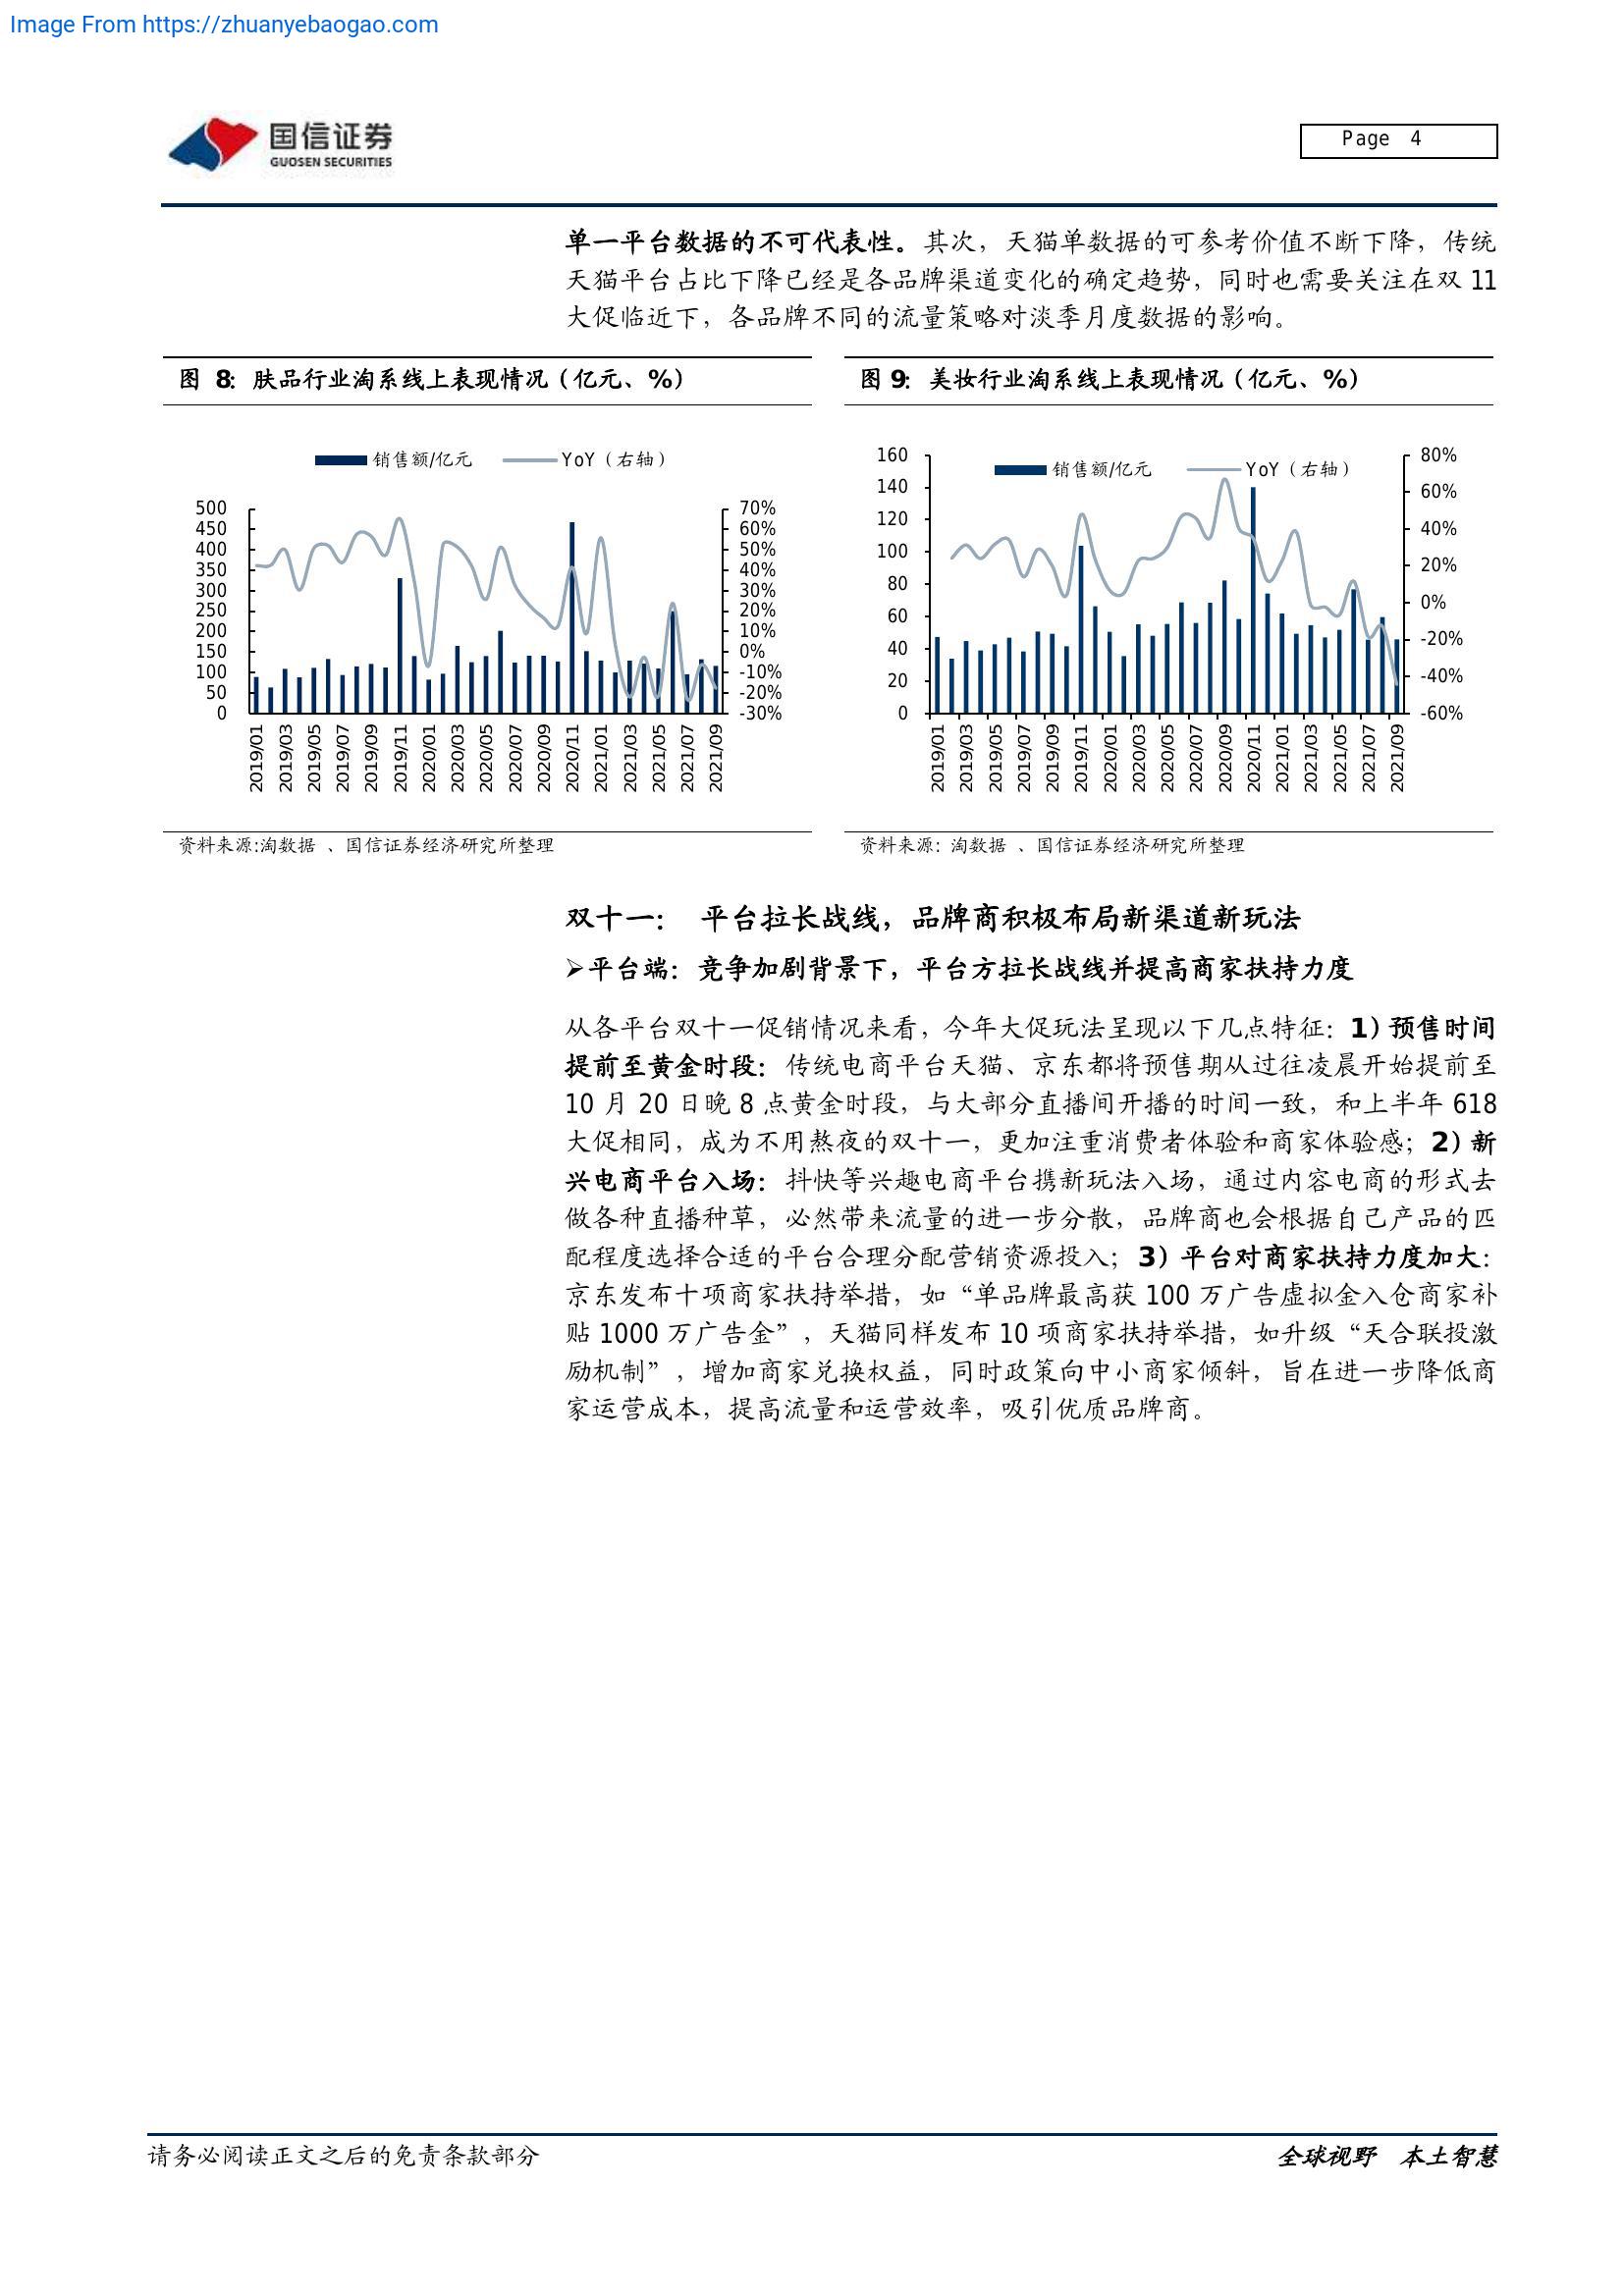 Image From https://zhuanyebaogao.com
国信证券
GUOSEN SECURITIES
Page 4
单一平台数据的不可代表性。其次，天猫单数据的可参考价值不断下降，传统
天猫平台占比下降已经是各品牌渠道变化的确定趋势，同时也需要关注在双 11
大促临近下，各品牌不同的流量策略对淡季月度数据的影响。
图 8：肤品行业淘系线上表现情况（亿元、%）
销售额/亿元 YoY（右轴）
500
450
400
350
300
250
200
150
100
50
0
70%
60%
50%
40%
30%
20%
10%
0%
-10%
-20%
-30%
2019/01
2019/03
2019/05
2019/07
2019/09
2019/11
2020/01
2020/03
2020/05
2020/07
2020/09
2020/11
2021/01
2021/03
2021/05
2021/07
2021/09
资料来源:淘数据 、国信证券经济研究所整理
图 9：美妆行业淘系线上表现情况（亿元、%）
销售额/亿元 YoY（右轴）
160
140
120
100
80
60
40
20
0
80%
60%
40%
20%
0%
-20%
-40%
-60%
2019/01
2019/03
2019/05
2019/07
2019/09
2019/11
2020/01
2020/03
2020/05
2020/07
2020/09
2020/11
2021/01
2021/03
2021/05
2021/07
2021/09
资料来源：淘数据 、国信证券经济研究所整理
双十一： 平台拉长战线，品牌商积极布局新渠道新玩法
➢平台端：竞争加剧背景下，平台方拉长战线并提高商家扶持力度
从各平台双十一促销情况来看，今年大促玩法呈现以下几点特征：1）预售时间
提前至黄金时段：传统电商平台天猫、京东都将预售期从过往凌晨开始提前至
10 月 20 日晚 8 点黄金时段，与大部分直播间开播的时间一致，和上半年 618
大促相同，成为不用熬夜的双十一，更加注重消费者体验和商家体验感；2）新
兴电商平台入场：抖快等兴趣电商平台携新玩法入场，通过内容电商的形式去
做各种直播种草，必然带来流量的进一步分散，品牌商也会根据自己产品的匹
配程度选择合适的平台合理分配营销资源投入；3）平台对商家扶持力度加大：
京东发布十项商家扶持举措，如“单品牌最高获 100 万广告虚拟金入仓商家补
贴 1000 万广告金”，天猫同样发布 10 项商家扶持举措，如升级“天合联投激
励机制”，增加商家兑换权益，同时政策向中小商家倾斜，旨在进一步降低商
家运营成本，提高流量和运营效率，吸引优质品牌商。
请务必阅读正文之后的免责条款部分
全球视野 本土智慧